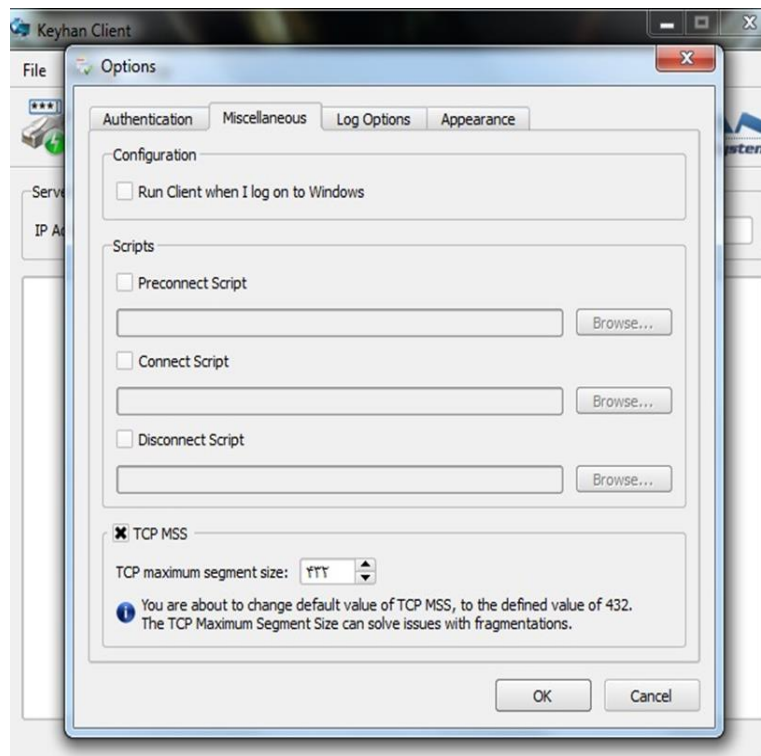 Keyhan Client
File
Options
Authentication
Miscellaneous
Log Options
Appearance
Configuration
Run Client when I log on to Windows
Scripts
Preconnect Script
Browse...
Connect Script
Browse...
Disconnect Script
Browse...
TCP MSS
TCP maximum segment size: ۴۳۲
You are about to change default value of TCP MSS, to the defined value of 432.
The TCP Maximum Segment Size can solve issues with fragmentations.
OK
Cancel